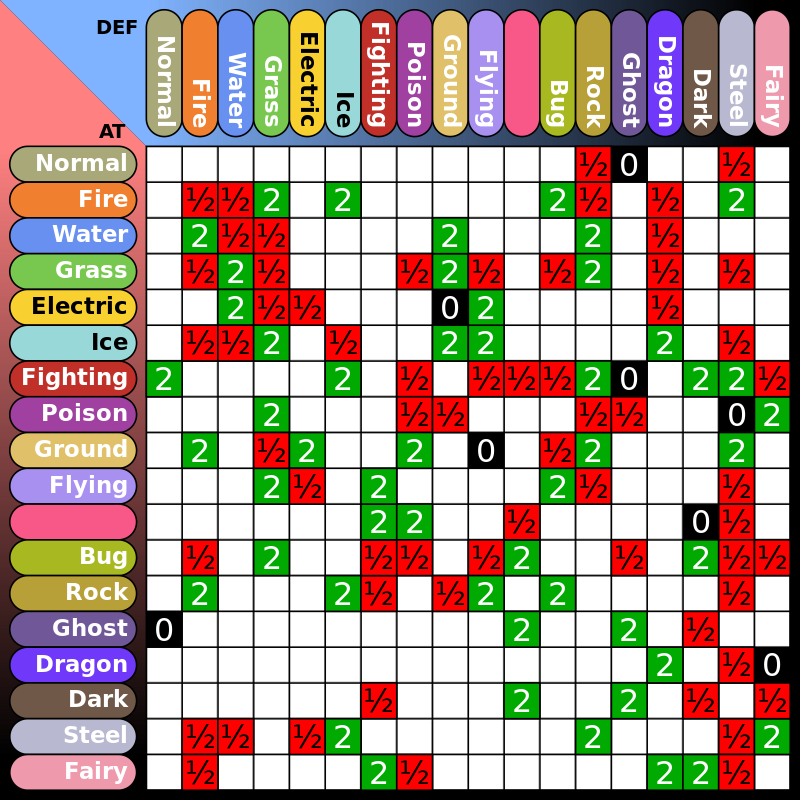 DEF
AT
Normal Fire Water Grass Electric Ice Fighting Poison Ground Flying Bug Rock Ghost Dragon Dark Steel Fairy
Normal ½ 0 ½
Fire ½ ½ 2 2 2 ½ ½ 2
Water 2 ½ ½ 2 2 ½
Grass ½ 2 ½ ½ 2 ½ ½ 2 ½ ½
Electric 2 ½ ½ 0 2 ½
Ice ½ ½ 2 ½ 2 2 2 ½
Fighting 2 2 ½ ½ ½ ½ 2 0 2 2 ½
Poison 2 ½ ½ ½ ½ 0 2
Ground 2 ½ 2 2 0 ½ 2 2
Flying 2 ½ 2 2 ½ ½
2 2 ½ 0 ½
Bug ½ 2 ½ ½ ½ 2 ½ 2 ½ ½
Rock 2 2 ½ ½ 2 2 ½
Ghost 0 2 2 ½
Dragon 2 ½ 0
Dark ½ 2 2 ½ ½
Steel ½ ½ ½ 2 2 ½ 2
Fairy ½ 2 ½ 2 2 ½